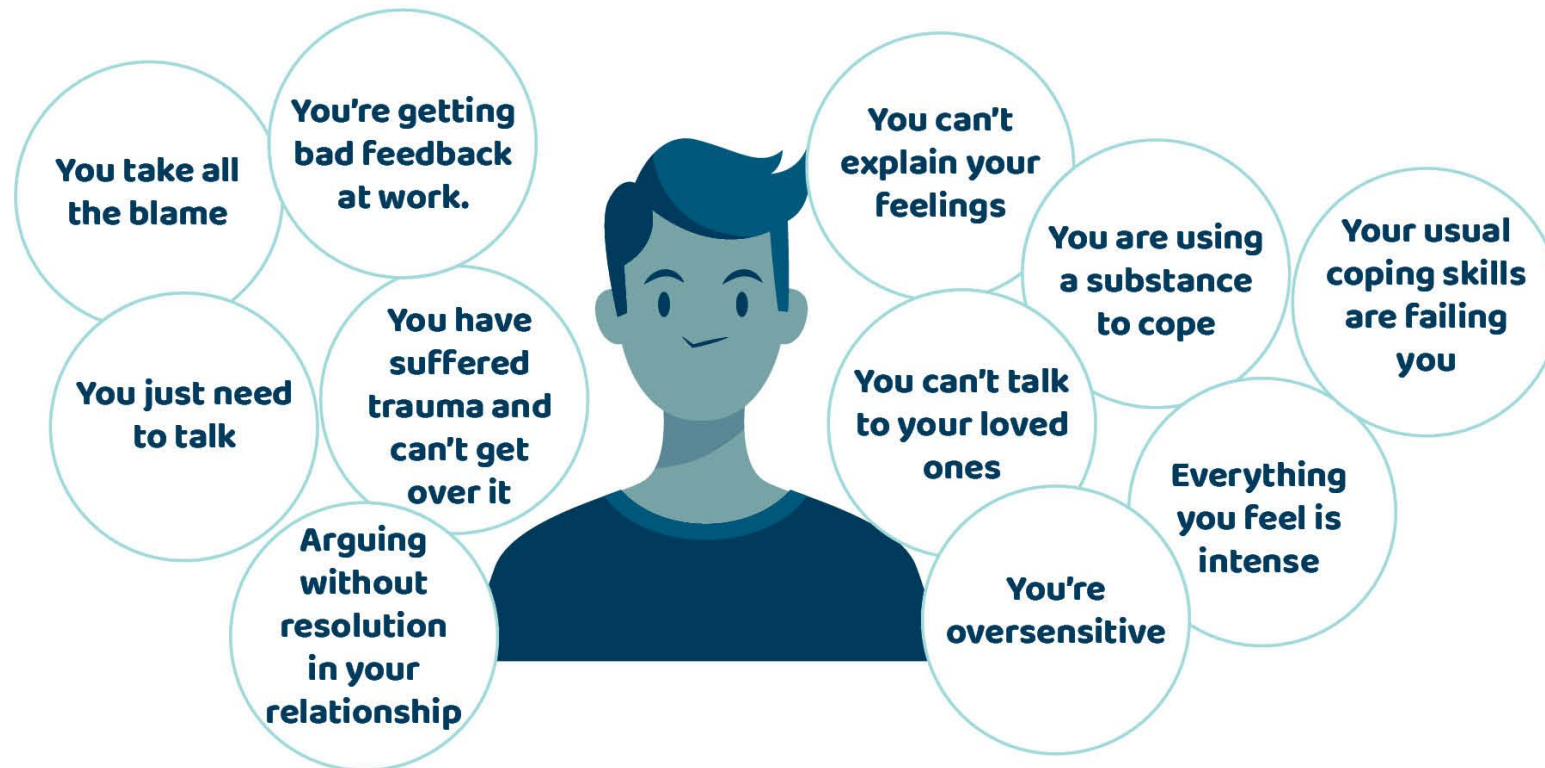 You take all
the blame
You're getting
bad feedback
at work.
You just need
to talk
You have
suffered
trauma and
can't get
over it
Arguing
without
resolution
in your
relationship
You can't
explain your
feelings
You are using
a substance
to cope
Your usual
coping skills
are failing
you
You can't talk
to your loved
ones
Everything
you feel is
intense
You're
oversensitive